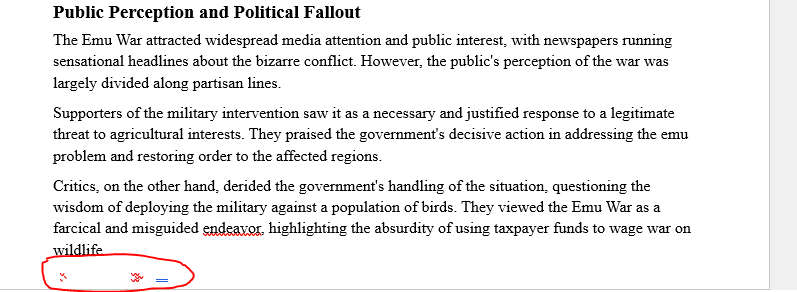 Public Perception and Political Fallout
The Emu War attracted widespread media attention and public interest, with newspapers running
sensational headlines about the bizarre conflict. However, the public's perception of the war was
largely divided along partisan lines.
Supporters of the military intervention saw it as a necessary and justified response to a legitimate
threat to agricultural interests. They praised the government's decisive action in addressing the emu
problem and restoring order to the affected regions.
Critics, on the other hand, derided the government's handling of the situation, questioning the
wisdom of deploying the military against a population of birds. They viewed the Emu War as a
farcical and misguided endeavor, highlighting the absurdity of using taxpayer funds to wage war on
wildlife